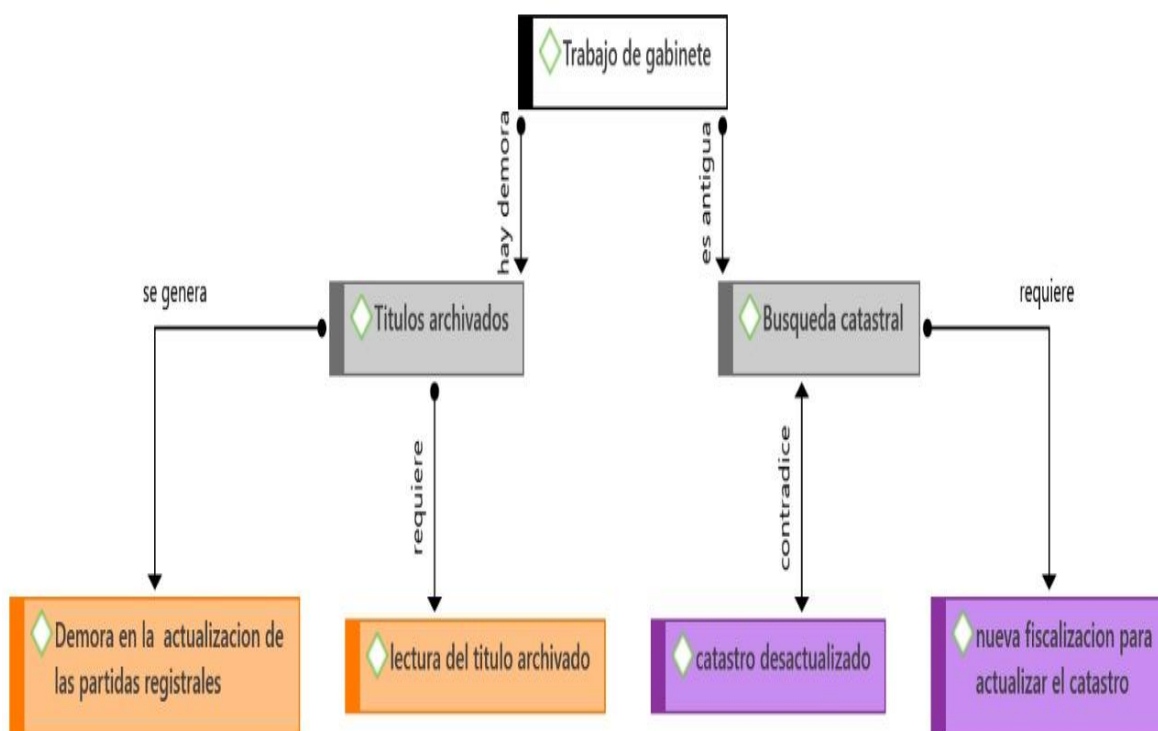 Trabajo de gabinete
hay demora
es antigua
se genera
Titulos archivados
Busqueda catastral
requiere
requiere
contradice
Demora en la actualizacion de
las partidas registrales
lectura del titulo archivado
catastro desactualizado
nueva fiscalizacion para
actualizar el catastro